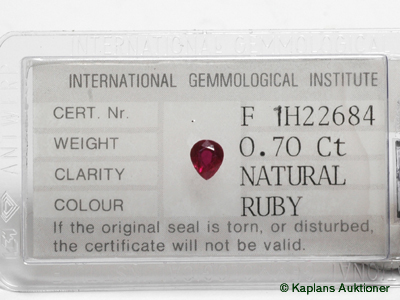 INTERNATIONAL GEMMOLOGICAL INSTITUTE
CERT. Nr. F 1H22684
WEIGHT 0.70 Ct
CLARITY NATURAL
COLOUR RUBY
If the original seal is torn, or disturbed,
the certificate will not be valid.
© Kaplans Auktioner